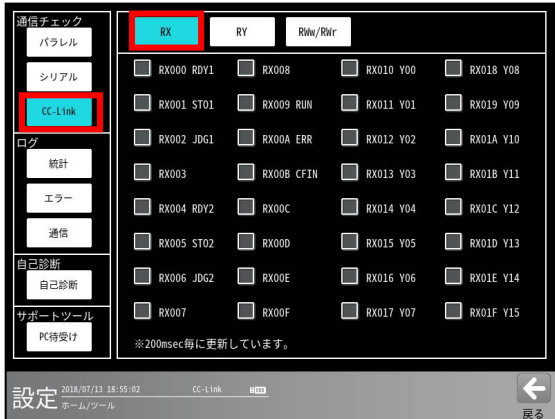 通信チェック
パラレル
シリアル
CC-Link
ログ
統計
エラー
通信
自己診断
自己診断
サポートツール
PC待受け
RX RY RWw/RWr
RX000 RDY1 RX008 RX010 Y00 RX018 Y08
RX001 STO1 RX009 RUN RX011 Y01 RX019 Y09
RX002 JDG1 RX00A ERR RX012 Y02 RX01A Y10
RX003 RX00B CFIN RX013 Y03 RX01B Y11
RX004 RDY2 RX00C RX014 Y04 RX01C Y12
RX005 STO2 RX00D RX015 Y05 RX01D Y13
RX006 JDG2 RX00E RX016 Y06 RX01E Y14
RX007 RX00F RX017 Y07 RX01F Y15
※200msec毎に更新しています。
設定 2018/07/13 18:55:02 CC-Link
ホーム/ツール
戻る